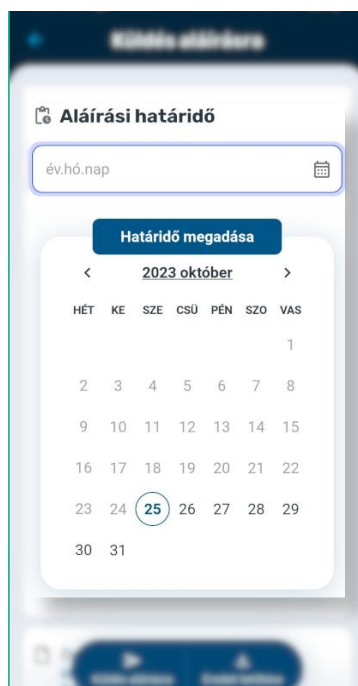 Küldés aláírásra
Aláírási határidő
év.hó.nap
Határidő megadása
2023 október
HÉT KE SZE CSÜ PÉN SZO VAS
1
2 3 4 5 6 7 8
9 10 11 12 13 14 15
16 17 18 19 20 21 22
23 24 25 26 27 28 29
30 31